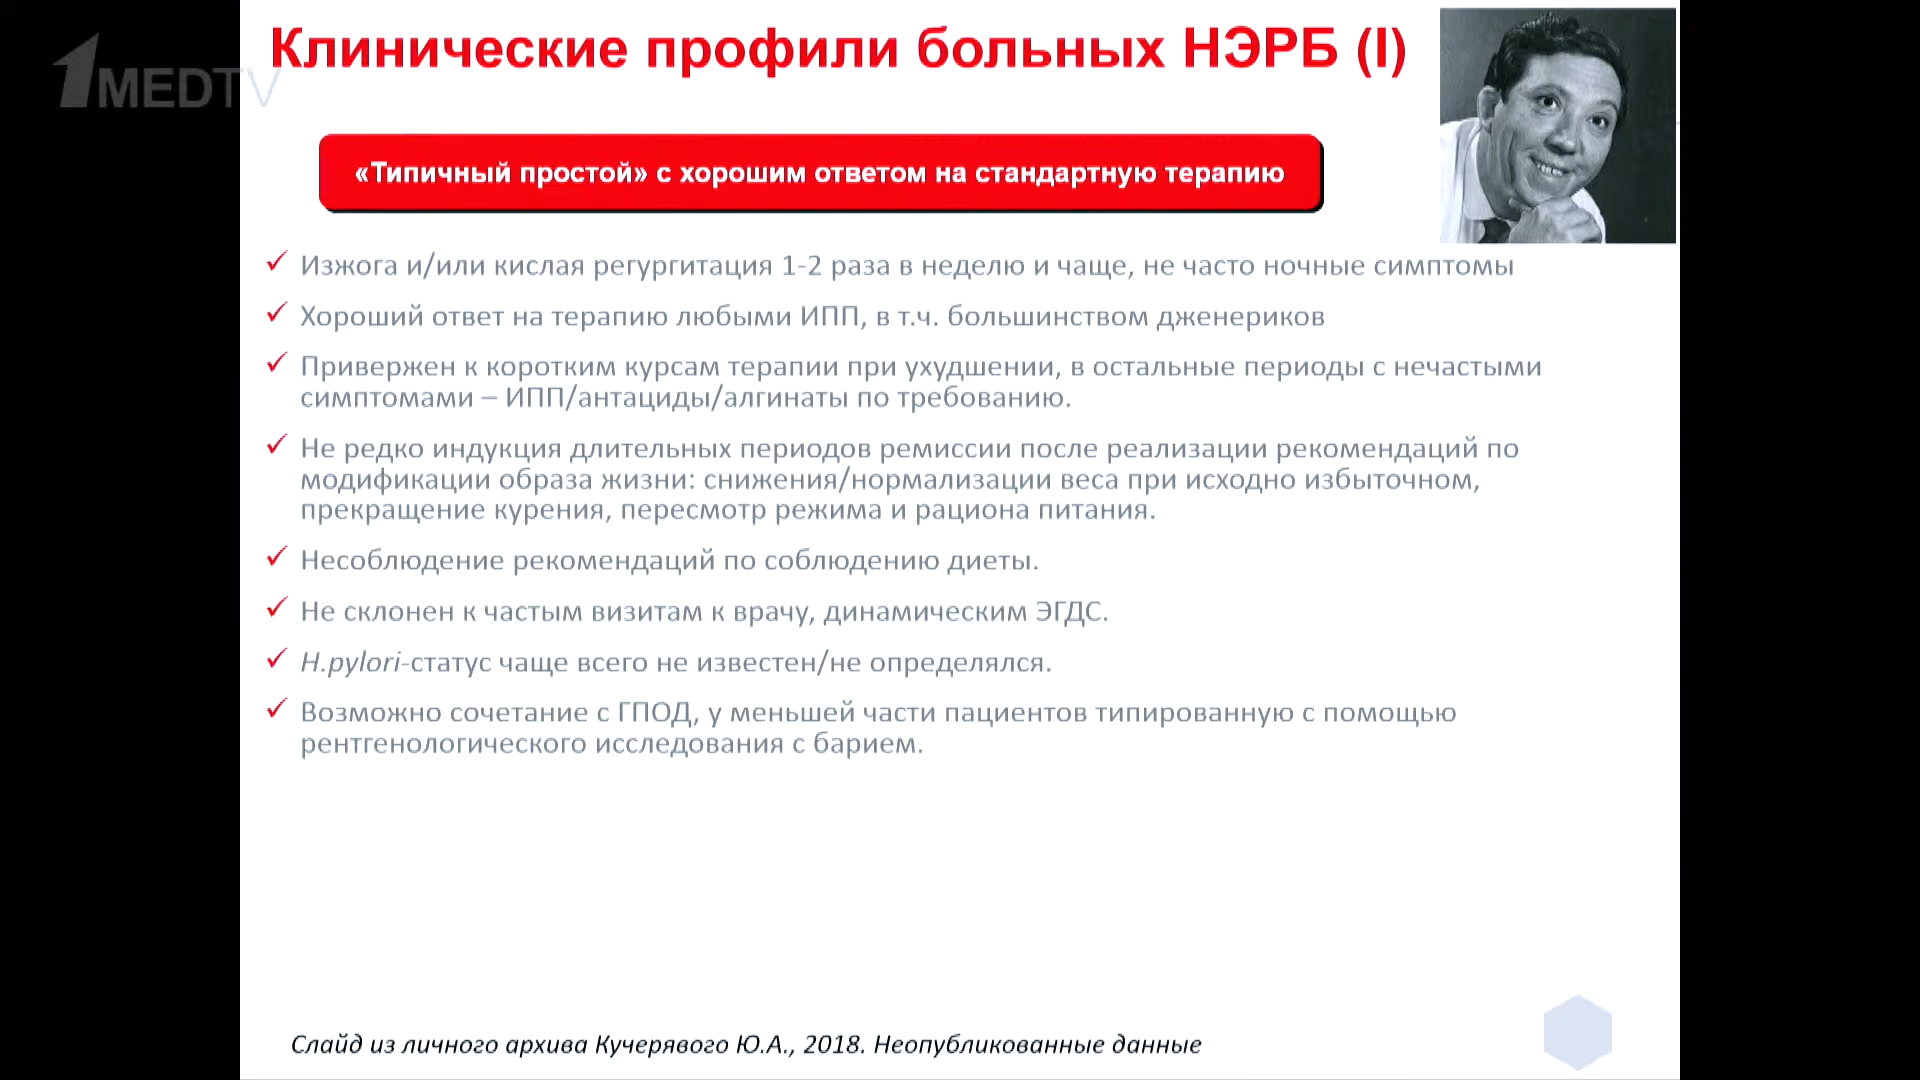 1MEDTV
Клинические профили больных НЭРБ (I)
«Типичный простой» с хорошим ответом на стандартную терапию
✓ Изжога и/или кислая регургитация 1-2 раза в неделю и чаще, не часто ночные симптомы
✓ Хороший ответ на терапию любыми ИПП, в т.ч. большинством дженериков
✓ Привержен к коротким курсам терапии при ухудшении, в остальные периоды с нечастыми
симптомами – ИПП/антациды/алгинаты по требованию.
✓ Не редко индукция длительных периодов ремиссии после реализации рекомендаций по
модификации образа жизни: снижения/нормализации веса при исходно избыточном,
прекращение курения, пересмотр режима и рациона питания.
✓ Несоблюдение рекомендаций по соблюдению диеты.
✓ Не склонен к частым визитам к врачу, динамическим ЭГДС.
✓ H.pylori-статус чаще всего не известен/не определялся.
✓ Возможно сочетание с ГПОД, у меньшей части пациентов типированную с помощью
рентгенологического исследования с барием.
Слайд из личного архива Кучерявого Ю.А., 2018. Неопубликованные данные